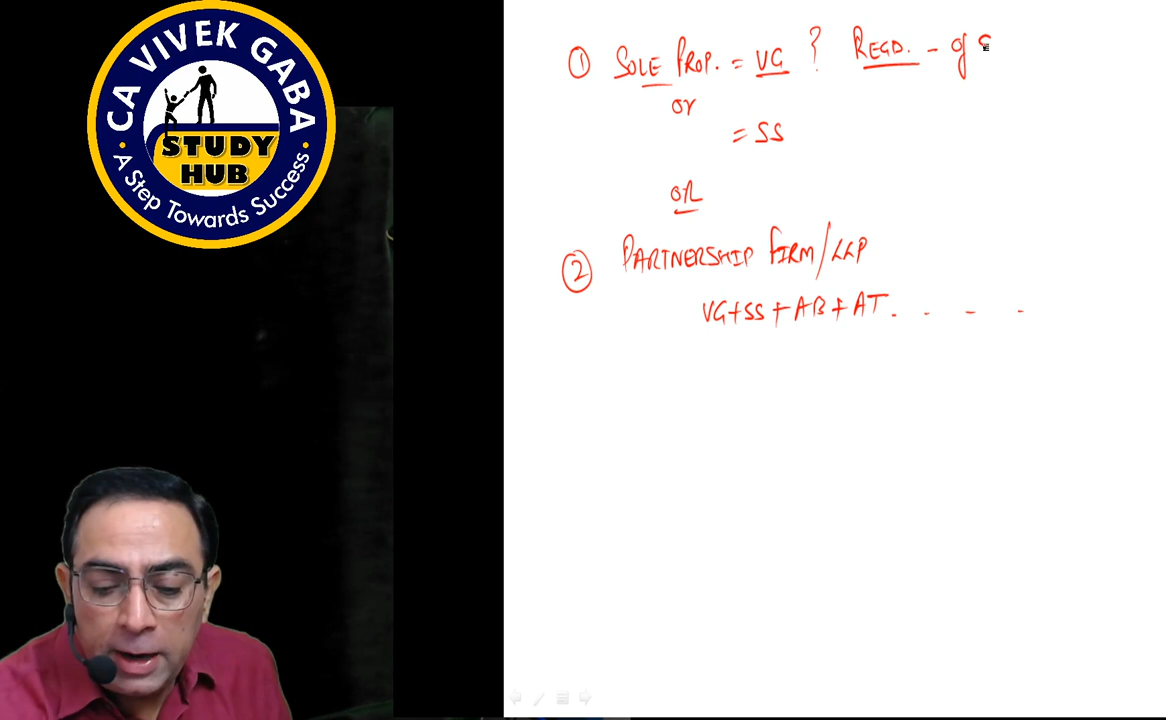 CA VIVEK GABA
STUDY
HUB
A Step Towards Success
① SOLE PROP. = VG ? REGD. - of
or
= SS
OR
② PARTNERSHIP FIRM/LLP
VG+SS+AB+AT. . . .